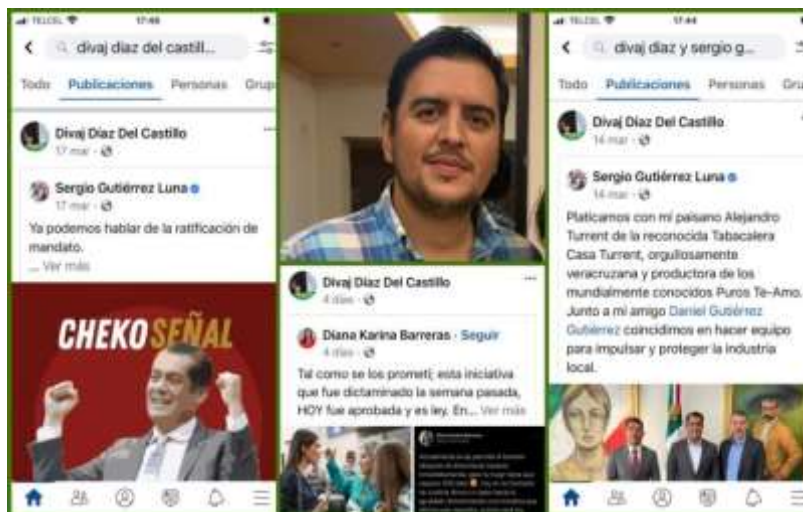 TELCEL 17:46
divaj diaz del castill...
Todo Publicaciones Personas Grup
Divaj Díaz Del Castillo
17 mar
Sergio Gutiérrez Luna
17 mar
Ya podemos hablar de la ratificación de
mandato.
... Ver más
CHEKO SEÑAL
Divaj Díaz Del Castillo
4 días
Diana Karina Barreras · Seguir
4 días
Tal como se los prometí; esta iniciativa
que fue dictaminado la semana pasada,
HOY fue aprobada y es ley. En... Ver más
TELCEL 17:44
divaj diaz y sergio g...
Todo Publicaciones Personas Gru
Divaj Díaz Del Castillo
14 mar
Sergio Gutiérrez Luna
14 mar
Platicamos con mi paisano Alejandro
Turrent de la reconocida Tabacalera
Casa Turrent, orgullosamente
veracruzana y productora de los
mundialmente conocidos Puros Te-Amo.
Junto a mi amigo Daniel Gutiérrez
Gutiérrez coincidimos en hacer equipo
para impulsar y proteger la industria
local.